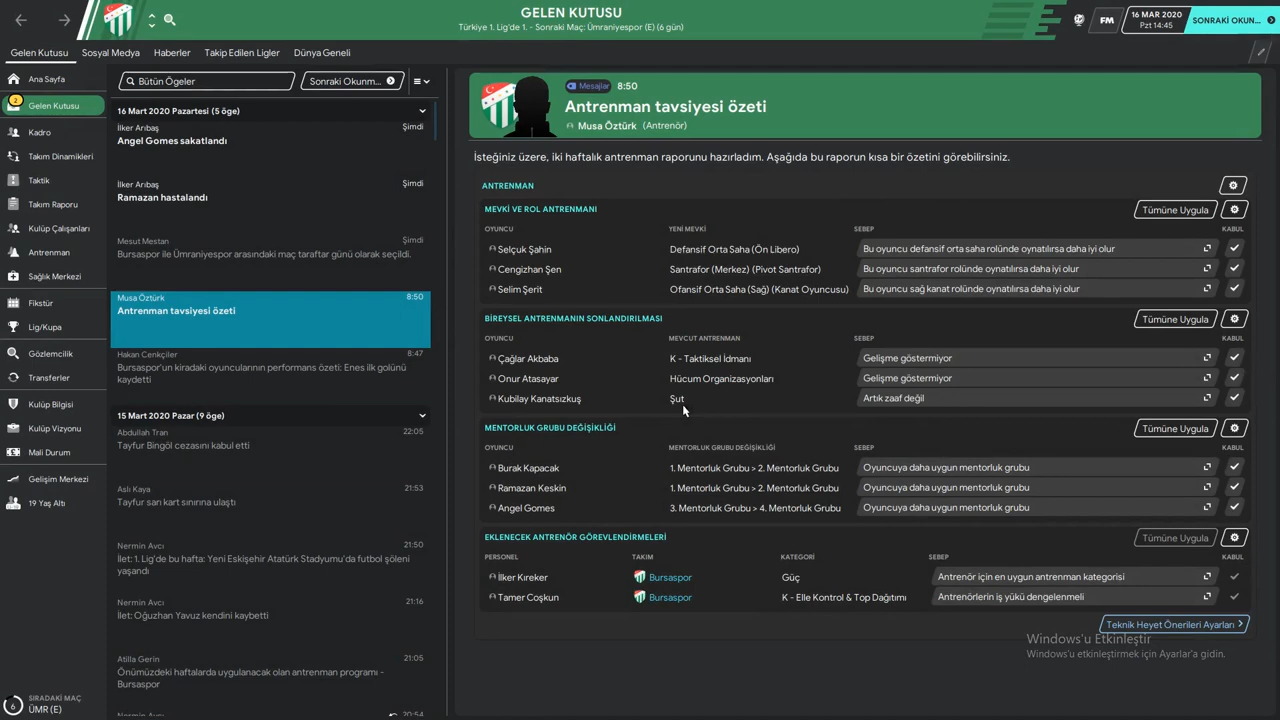 GELEN KUTUSU
Türkiye 1. Lig'de 1. - Sonraki Maç: Ümraniyespor (E) (6 gün)
FM
16 MAR 2020
Pzt 14:45
SONRAKİ OKUN...
Gelen Kutusu
Sosyal Medya
Haberler
Takip Edilen Ligler
Dünya Geneli
Ana Sayfa
2
Gelen Kutusu
Kadro
Takım Dinamikleri
Taktik
Takım Raporu
Kulüp Çalışanları
Antrenman
Sağlık Merkezi
Fikstür
Lig/Kupa
Gözlemcilik
Transferler
Kulüp Bilgisi
Kulüp Vizyonu
Mali Durum
Gelişim Merkezi
19 Yaş Altı
6
SIRADAKİ MAÇ
ÜMR (E)
Bütün Ögeler
Sonraki Okunm...
16 Mart 2020 Pazartesi (5 öge)
İlker Arıbaş
Şimdi
Angel Gomes sakatlandı
İlker Arıbaş
Şimdi
Ramazan hastalandı
Mesut Mestan
Şimdi
Bursaspor ile Ümraniyespor arasındaki maç taraftar günü olarak seçildi.
Musa Öztürk
8:50
Antrenman tavsiyesi özeti
Hakan Cenkçiler
8:47
Bursaspor'un kiradaki oyuncularının performans özeti: Enes ilk golünü
kaydetti
15 Mart 2020 Pazar (9 öge)
Abdullah Tran
22:05
Tayfur Bingöl cezasını kabul etti
Aslı Kaya
21:53
Tayfur sarı kart sınırına ulaştı
Nermin Avcı
21:50
İlet: 1. Lig'de bu hafta: Yeni Eskişehir Atatürk Stadyumu'da futbol şöleni
yaşandı
Nermin Avcı
21:16
İlet: Oğuzhan Yavuz kendini kaybetti
Atilla Gerin
21:05
Önümüzdeki haftalarda uygulanacak olan antrenman programı -
Bursaspor
Nermin Avcı
20:54
Mesajlar
8:50
Antrenman tavsiyesi özeti
Musa Öztürk (Antrenör)
İsteğiniz üzere, iki haftalık antrenman raporunu hazırladım. Aşağıda bu raporun kısa bir özetini görebilirsiniz.
ANTRENMAN
MEVKİ VE ROL ANTRENMANI
Tümüne Uygula
OYUNCU YENİ MEVKİ SEBEP KABUL
Selçuk Şahin Defansif Orta Saha (Ön Libero) Bu oyuncu defansif orta saha rolünde oynatılırsa daha iyi olur
Cengizhan Şen Santrafor (Merkez) (Pivot Santrafor) Bu oyuncu santrafor rolünde oynatılırsa daha iyi olur
Selim Şerit Ofansif Orta Saha (Sağ) (Kanat Oyuncusu) Bu oyuncu sağ kanat rolünde oynatılırsa daha iyi olur
BİREYSEL ANTRENMANIN SONLANDIRILMASI
Tümüne Uygula
OYUNCU MEVCUT ANTRENMAN SEBEP KABUL
Çağlar Akbaba K - Taktiksel İdmanı Gelişme göstermiyor
Onur Atasayar Hücum Organizasyonları Gelişme göstermiyor
Kubilay Kanatsızkuş Şut Artık zaaf değil
MENTORLUK GRUBU DEĞİŞİKLİĞİ
Tümüne Uygula
OYUNCU MENTORLUK GRUBU DEĞİŞİKLİĞİ SEBEP KABUL
Burak Kapacak 1. Mentorluk Grubu > 2. Mentorluk Grubu Oyuncuya daha uygun mentorluk grubu
Ramazan Keskin 1. Mentorluk Grubu > 2. Mentorluk Grubu Oyuncuya daha uygun mentorluk grubu
Angel Gomes 3. Mentorluk Grubu > 4. Mentorluk Grubu Oyuncuya daha uygun mentorluk grubu
EKLENECEK ANTRENÖR GÖREVLENDİRMELERİ
Tümüne Uygula
PERSONEL TAKIM KATEGORİ SEBEP KABUL
İlker Kıreker Bursaspor Güç Antrenör için en uygun antrenman kategorisi
Tamer Coşkun Bursaspor K - Elle Kontrol & Top Dağıtımı Antrenörlerin iş yükü dengelenmeli
Teknik Heyet Önerileri Ayarları
Windows'u Etkinleştir
Windows'u etkinleştirmek için Ayarlar'a gidin.